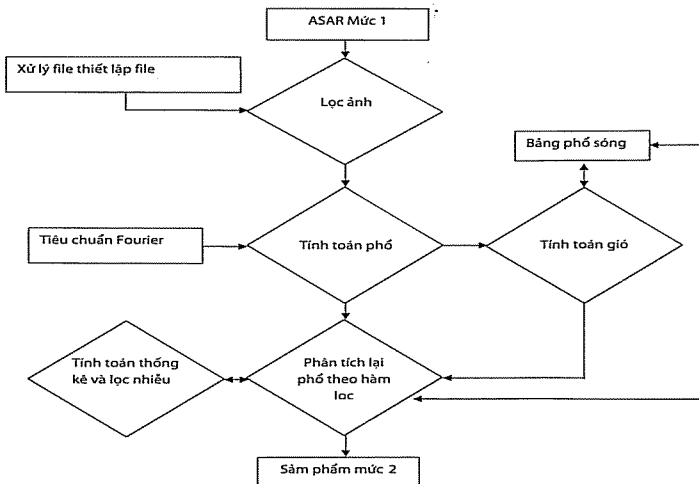 ASAR Mức 1
Xử lý file thiết lập file
Lọc ảnh
Bảng phổ sóng
Tiêu chuẩn Fourier
Tính toán phổ
Tính toán gió
Tính toán thống
kê và lọc nhiễu
Phân tích lại
phổ theo hàm
lọc
Sảm phẩm mức 2